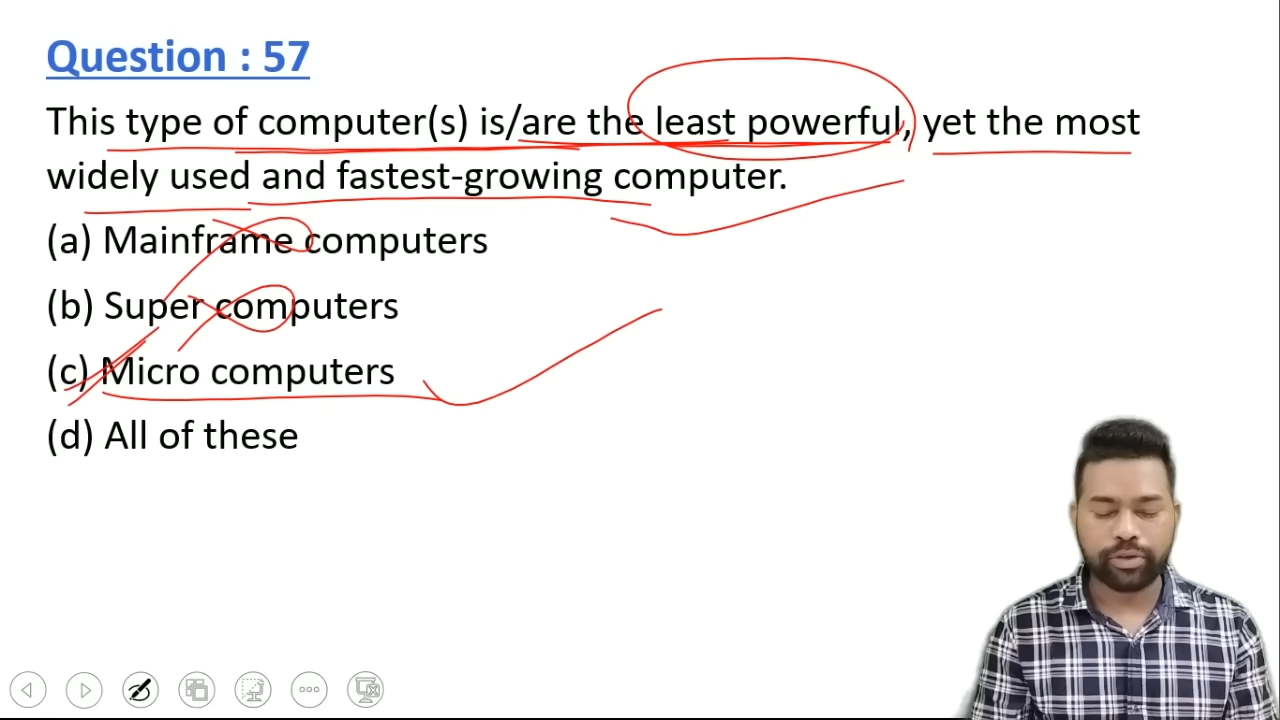 Question : 57
This type of computer(s) is/are the least powerful, yet the most
widely used and fastest-growing computer.
(a) Mainframe computers
(b) Super computers
(c) Micro computers
(d) All of these